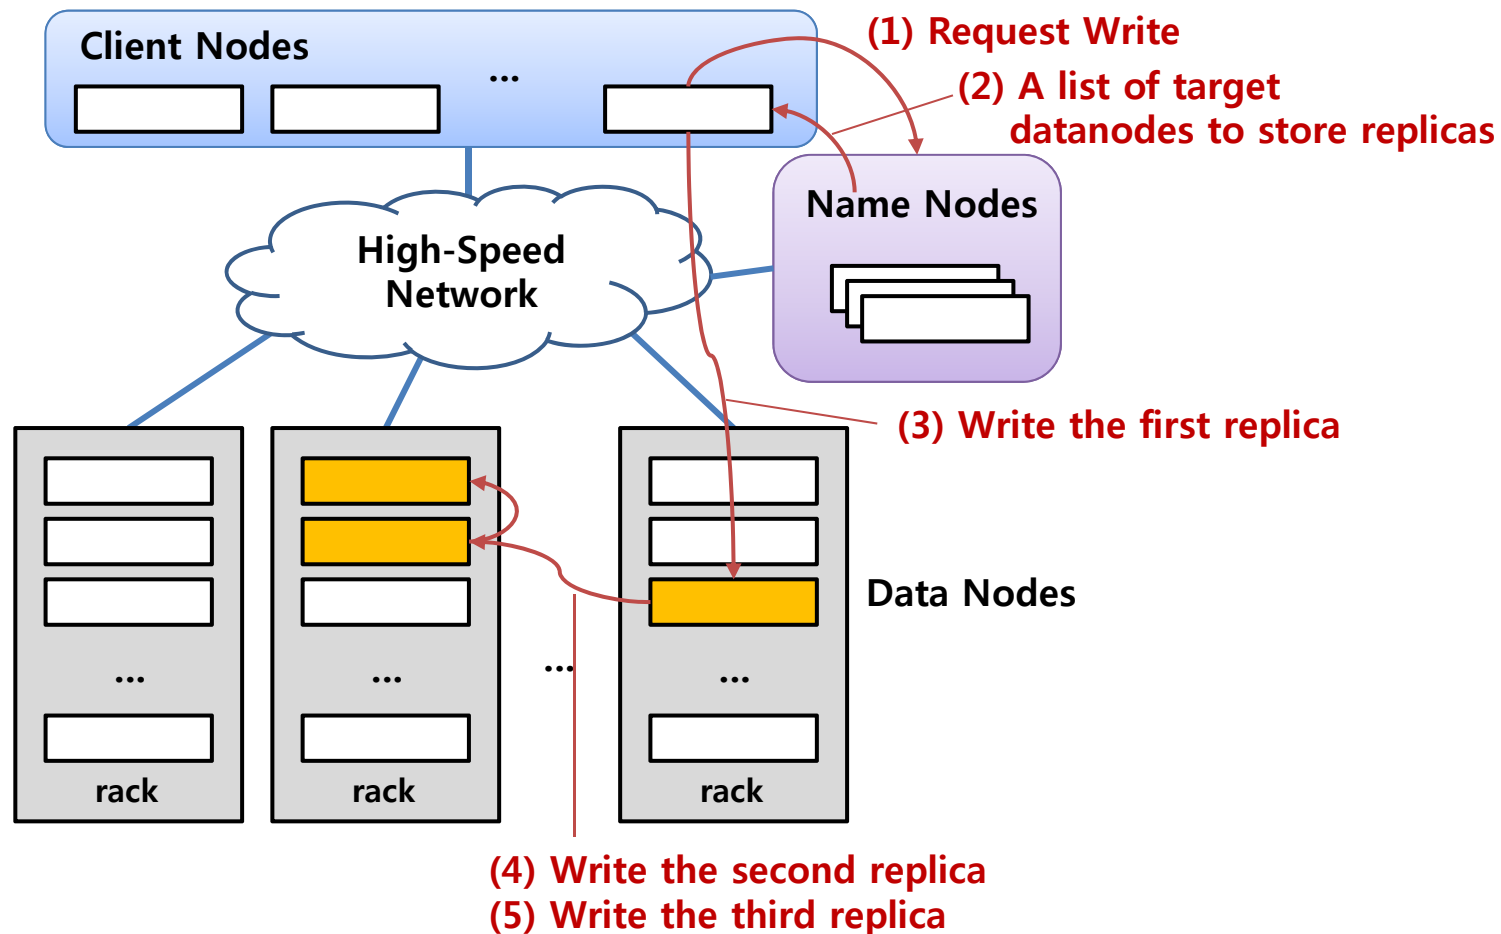 Client Nodes
...
(1) Request Write
(2) A list of target
datanodes to store replicas
Name Nodes
High-Speed
Network
(3) Write the first replica
Data Nodes
...
...
...
...
rack
rack
rack
(4) Write the second replica
(5) Write the third replica